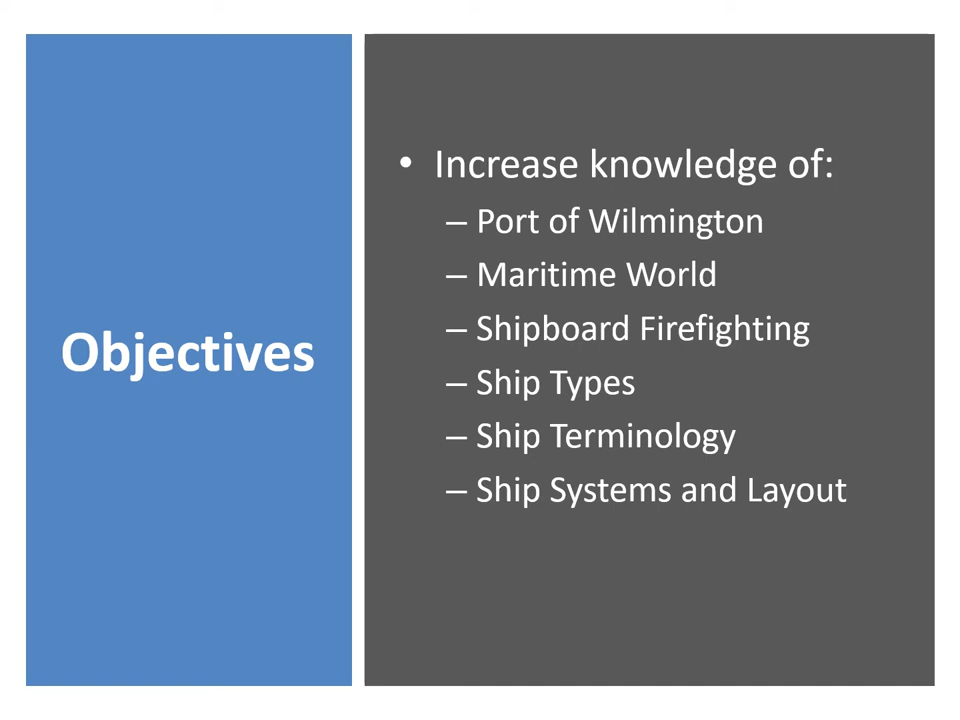 Objectives
• Increase knowledge of:
– Port of Wilmington
– Maritime World
– Shipboard Firefighting
– Ship Types
– Ship Terminology
– Ship Systems and Layout